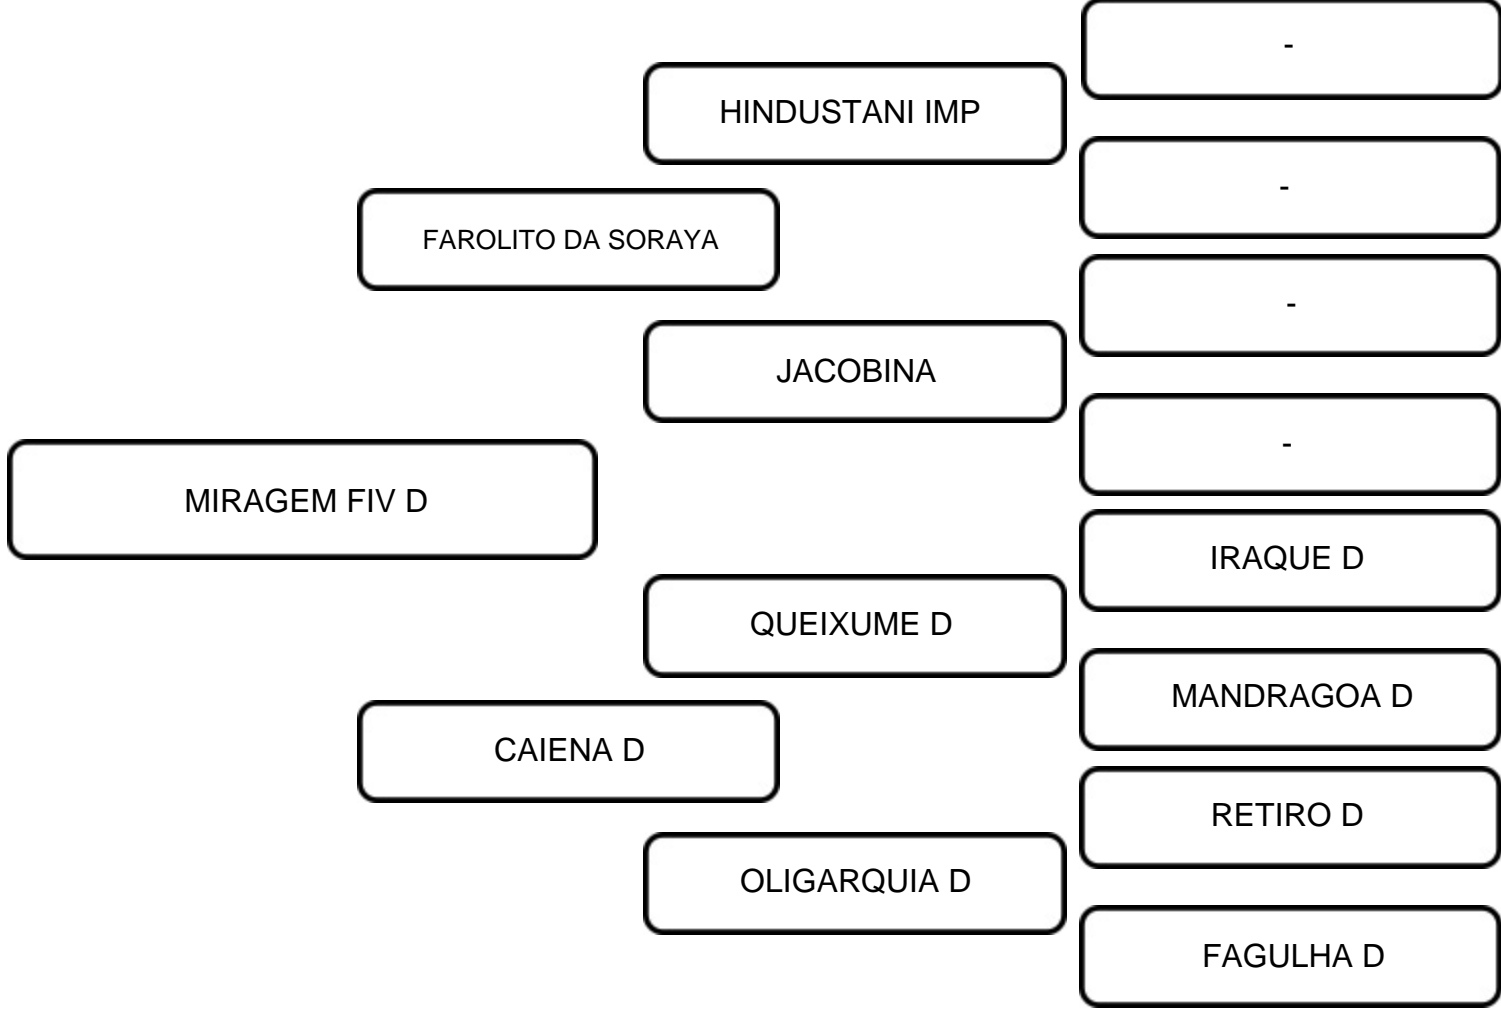 -
HINDUSTANI IMP
-
FAROLITO DA SORAYA
-
JACOBINA
-
MIRAGEM FIV D
IRAQUE D
QUEIXUME D
MANDRAGOA D
CAIENA D
RETIRO D
OLIGARQUIA D
FAGULHA D